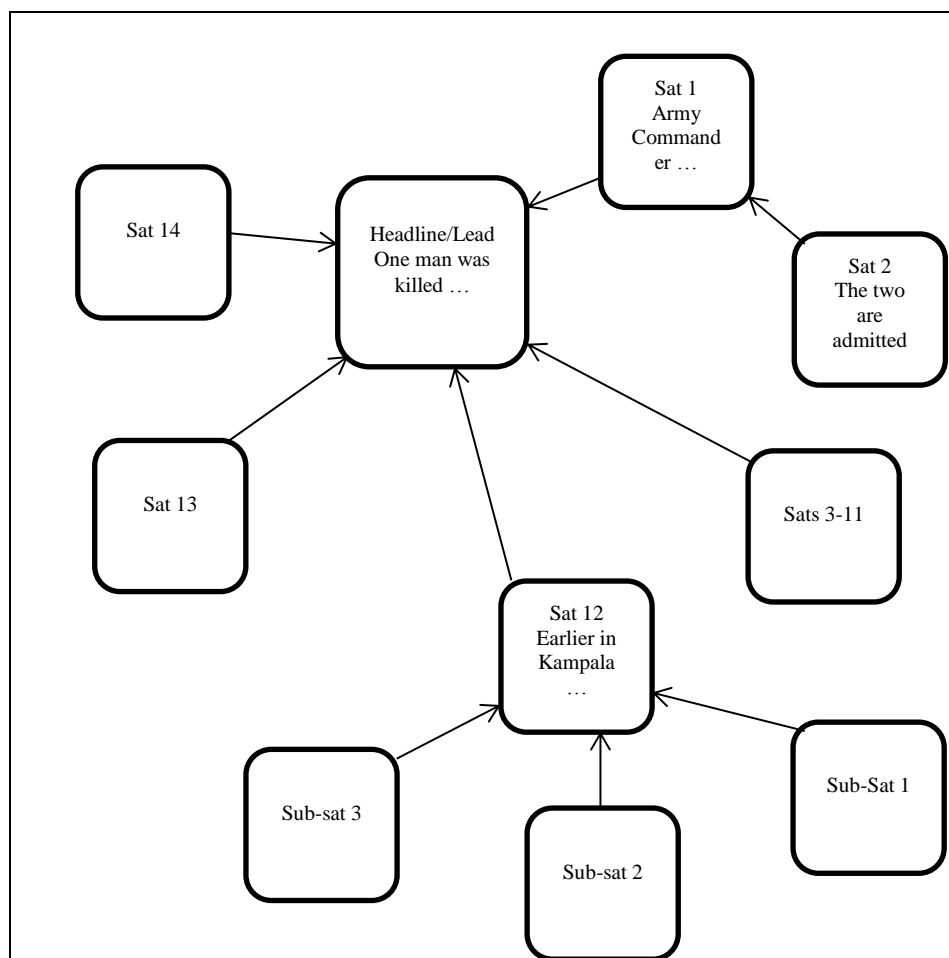 Sat 1
Army
Command
er …
Sat 14
Headline/Lead
One man was
killed …
Sat 2
The two
are
admitted
Sat 13
Sats 3-11
Sat 12
Earlier in
Kampala
…
Sub-sat 3
Sub-sat 2
Sub-Sat 1